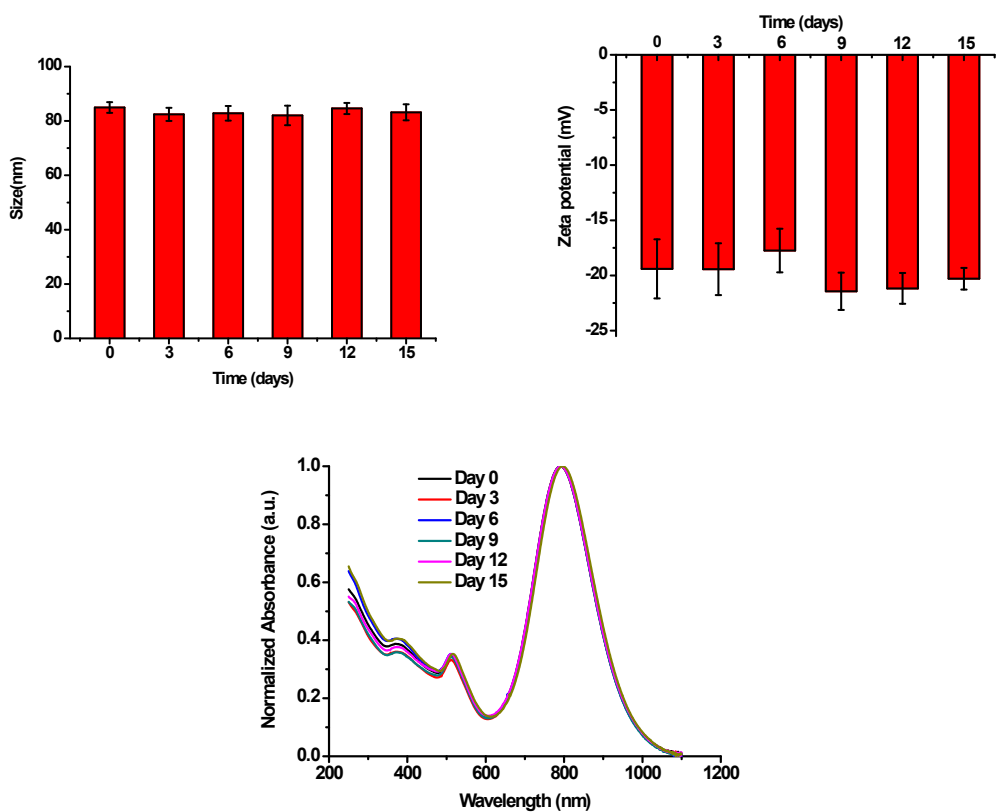 100
80
60
40
20
0
Size(nm)
0 3 6 9 12 15
Time (days)
Time (days)
0 3 6 9 12 15
0
-5
-10
-15
-20
-25
Zeta potential (mV)
1.0
0.8
0.6
0.4
0.2
0.0
Normalized Absorbance (a.u.)
Day 0
Day 3
Day 6
Day 9
Day 12
Day 15
200 400 600 800 1000 1200
Wavelength (nm)